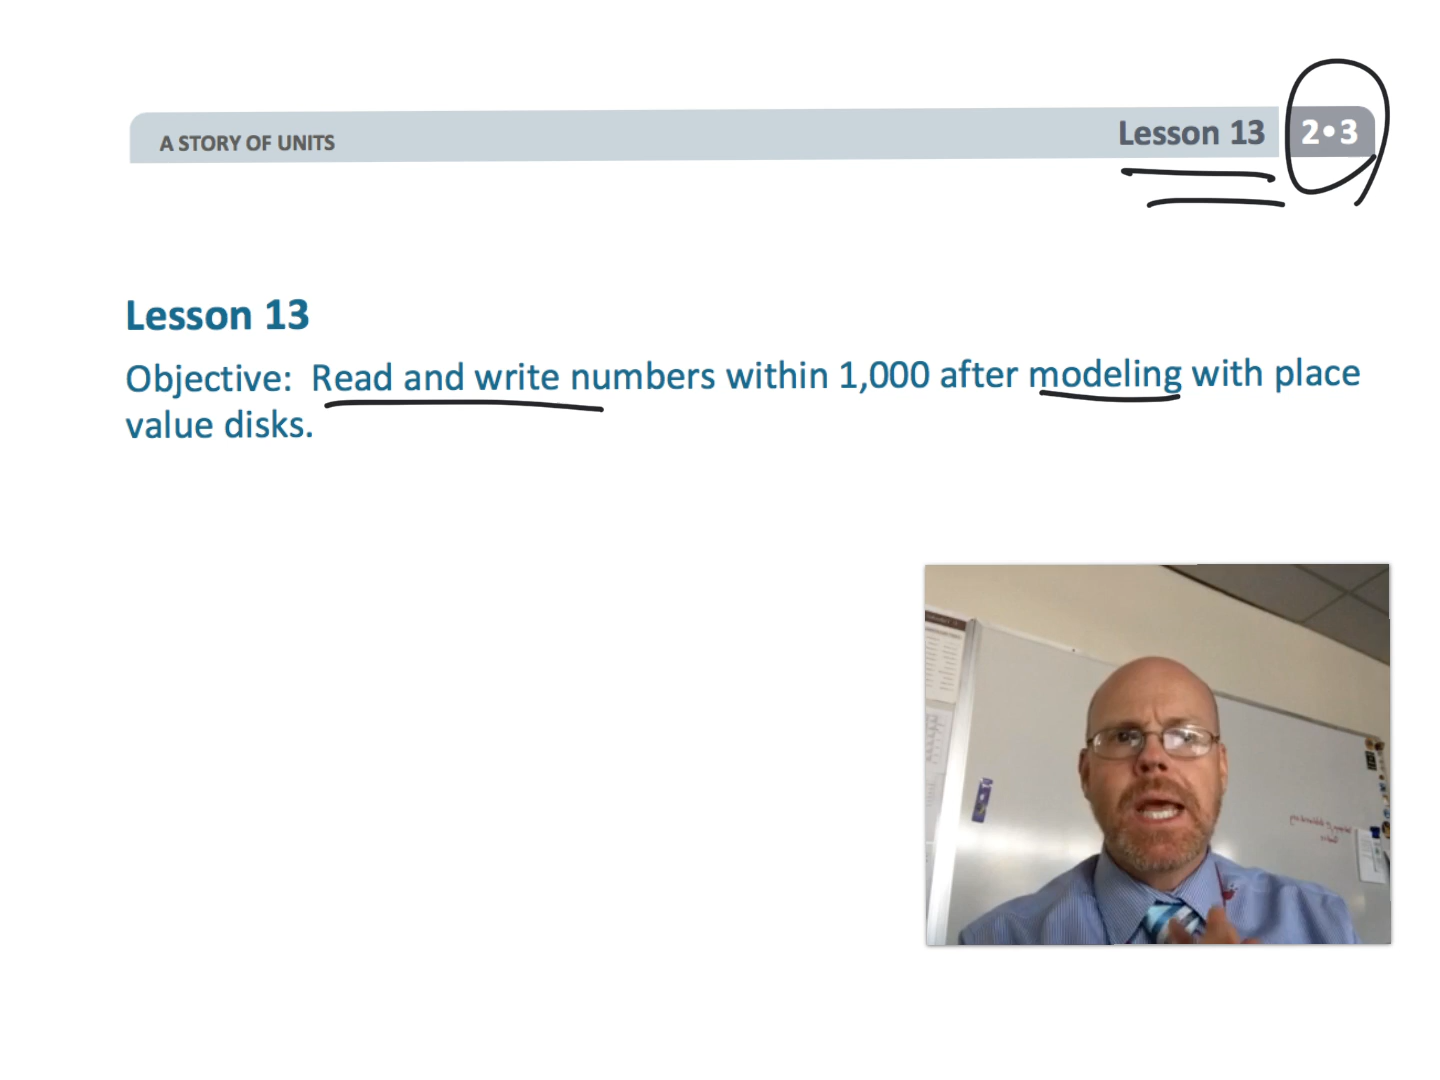 A STORY OF UNITS
Lesson 13
2•3
Lesson 13
Objective: Read and write numbers within 1,000 after modeling with place
value disks.